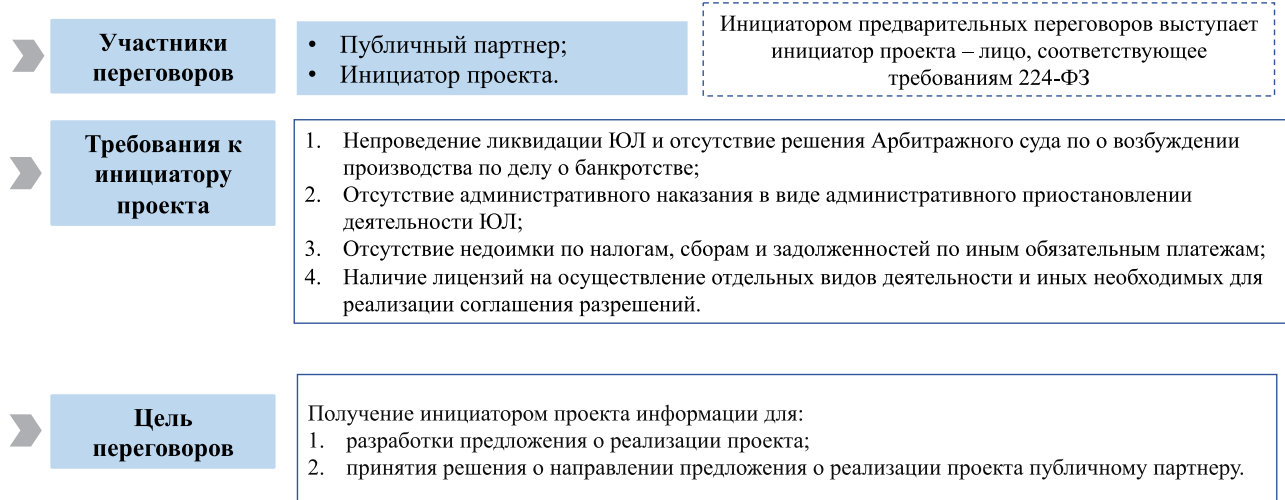 Участники
переговоров
• Публичный партнер;
• Инициатор проекта.
Инициатором предварительных переговоров выступает
инициатор проекта – лицо, соответствующее
требованиям 224-ФЗ
Требования к
инициатору
проекта
1. Непроведение ликвидации ЮЛ и отсутствие решения Арбитражного суда по о возбуждении
производства по делу о банкротстве;
2. Отсутствие административного наказания в виде административного приостановлении
деятельности ЮЛ;
3. Отсутствие недоимки по налогам, сборам и задолженностей по иным обязательным платежам;
4. Наличие лицензий на осуществление отдельных видов деятельности и иных необходимых для
реализации соглашения разрешений.
Цель
переговоров
Получение инициатором проекта информации для:
1. разработки предложения о реализации проекта;
2. принятия решения о направлении предложения о реализации проекта публичному партнеру.